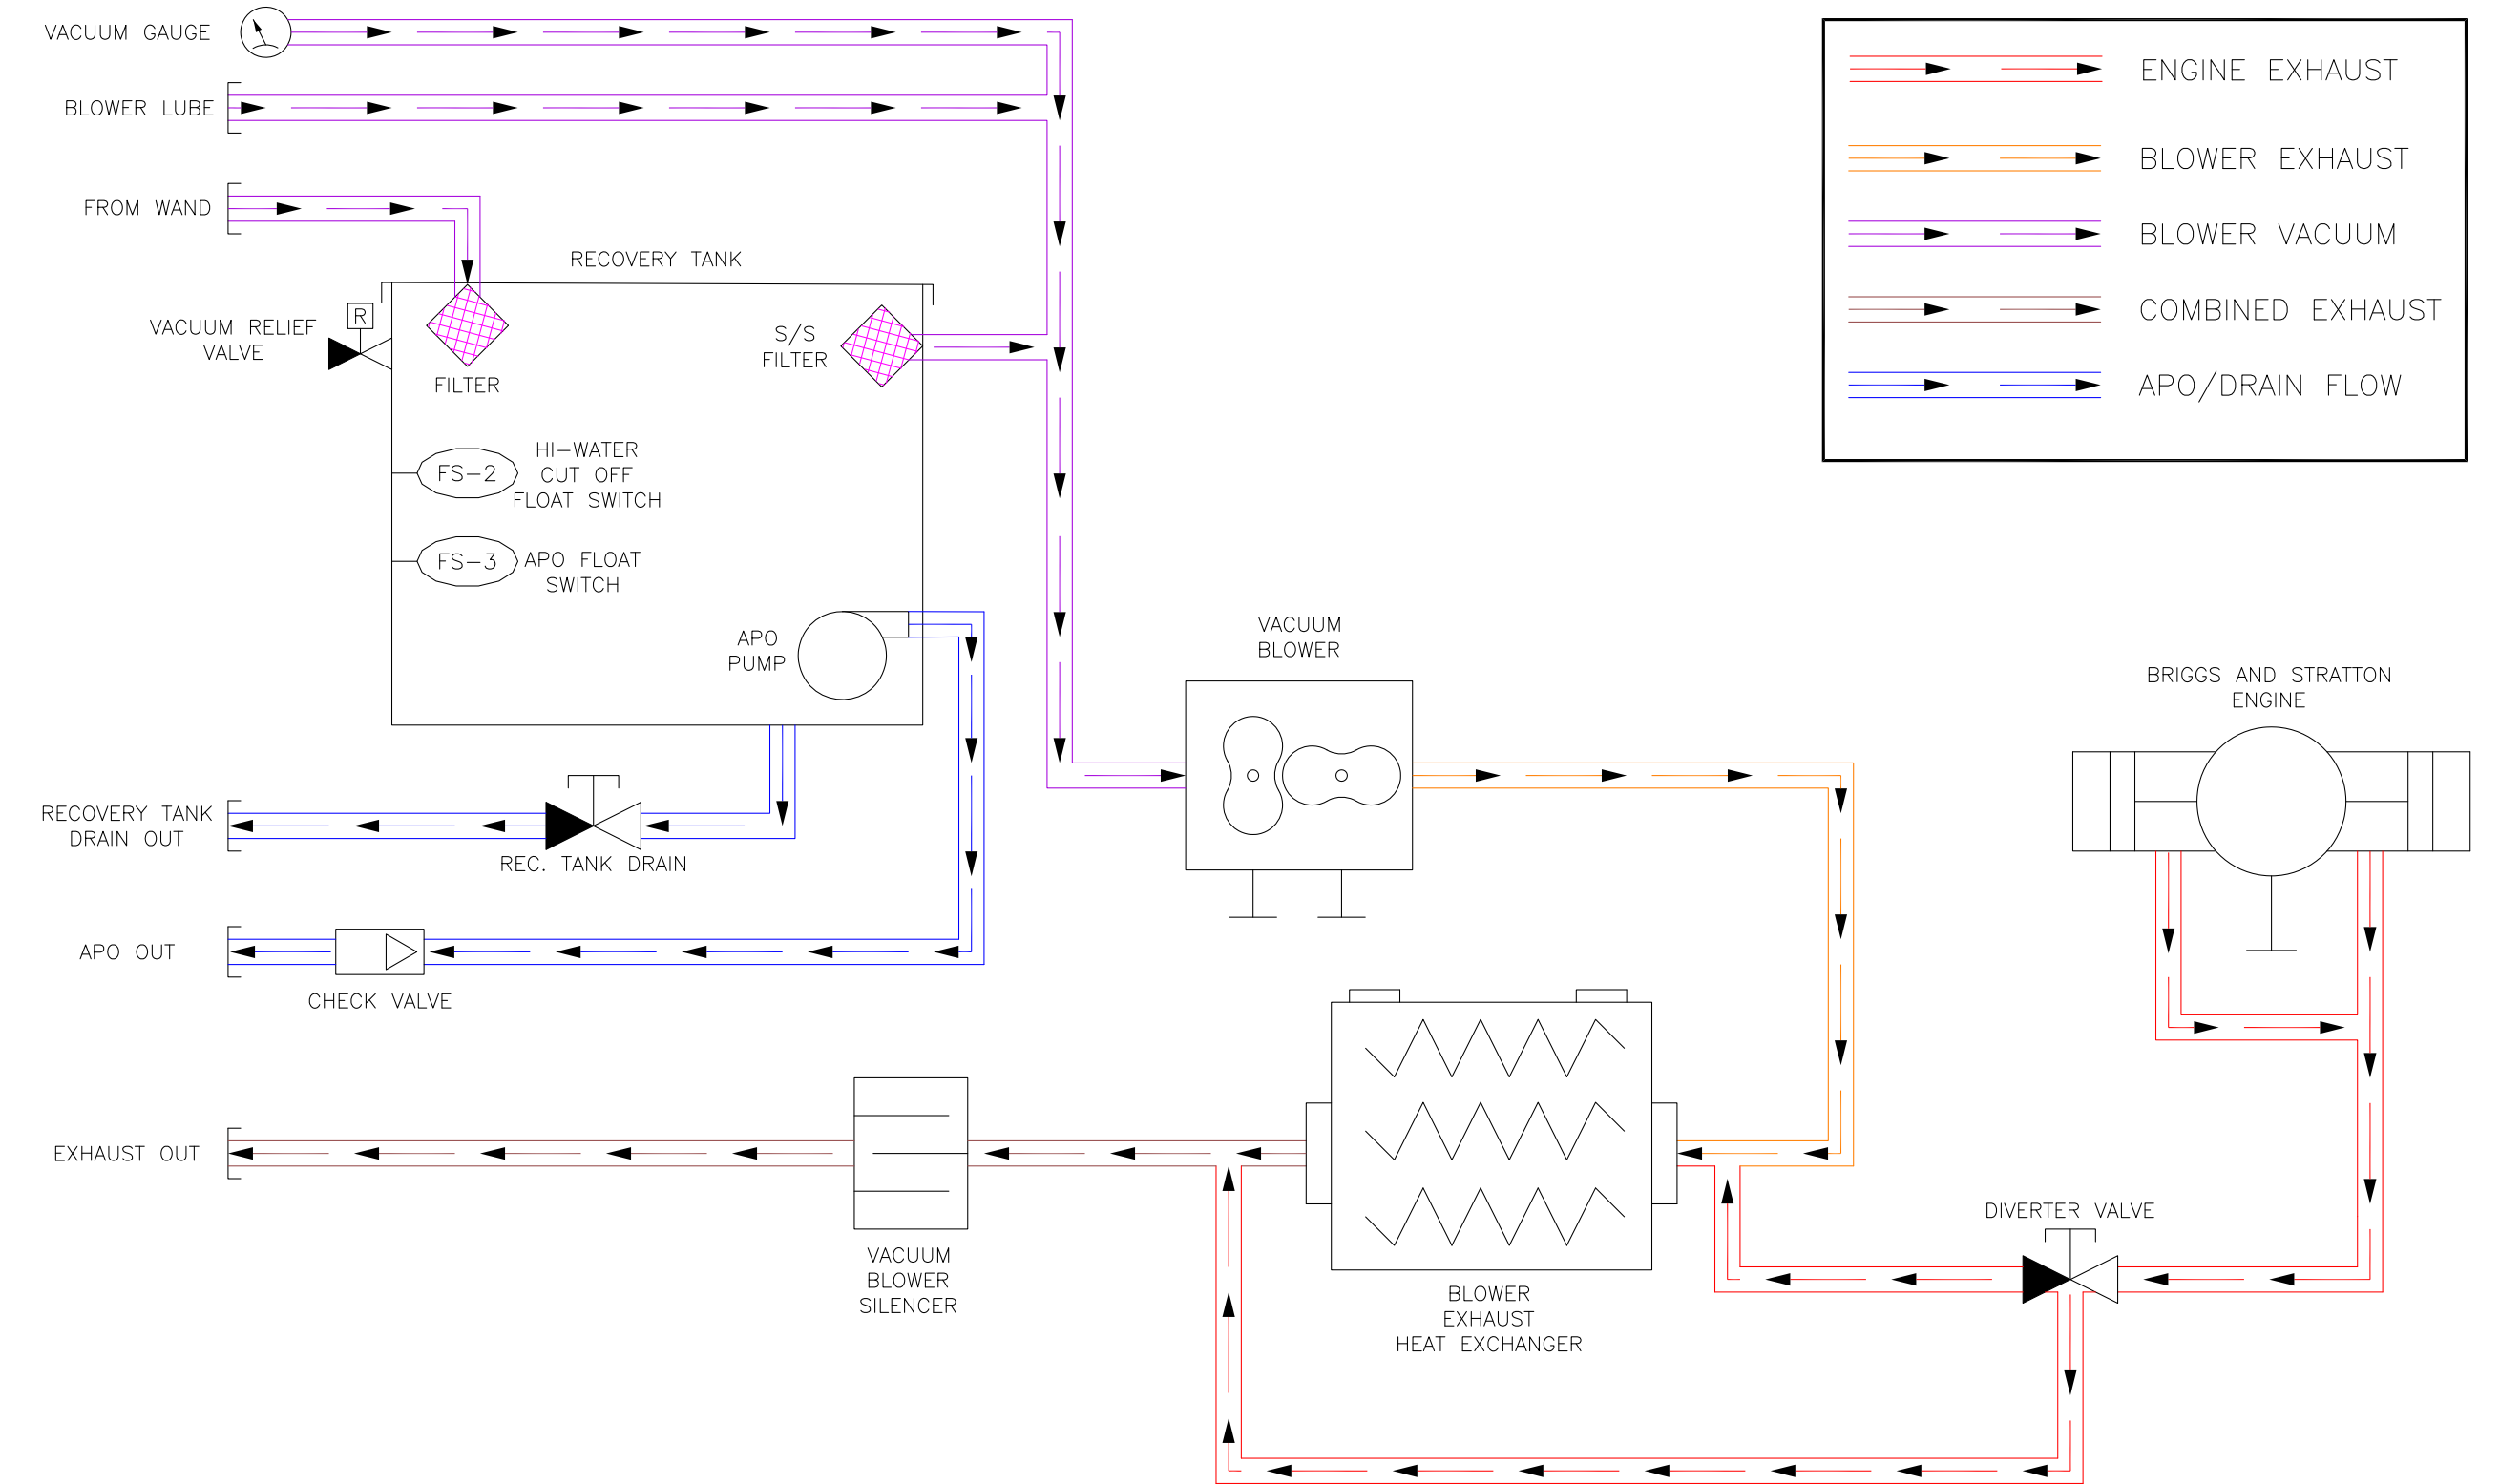 VACUUM GAUGE
BLOWER LUBE
FROM WAND
RECOVERY TANK
R
VACUUM RELIEF
VALVE
FILTER
S/S
FILTER
FS-2
HI-WATER
CUT OFF
FLOAT SWITCH
FS-3
APO FLOAT
SWITCH
APO
PUMP
RECOVERY TANK
DRAIN OUT
REC. TANK DRAIN
APO OUT
CHECK VALVE
EXHAUST OUT
VACUUM
BLOWER
SILENCER
VACUUM
BLOWER
BLOWER
EXHAUST
HEAT EXCHANGER
DIVERTER VALVE
BRIGGS AND STRATTON
ENGINE
ENGINE EXHAUST
BLOWER EXHAUST
BLOWER VACUUM
COMBINED EXHAUST
APO/DRAIN FLOW